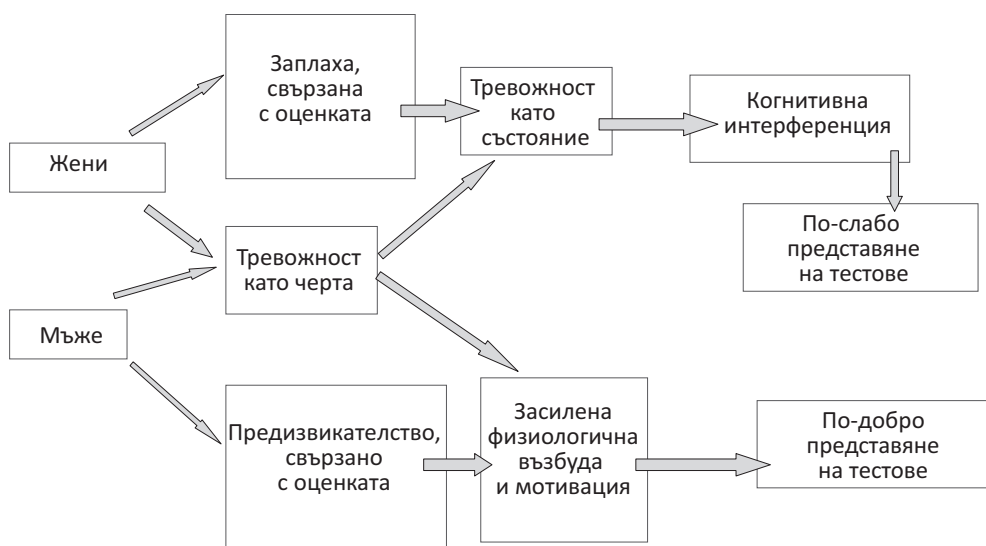 Заплаха,
свързана
с оценката
Тревожност
като
състояние
Когнитивна
интерференция
Жени
По-слабо
представяне
на тестове
Тревожност
като черта
Мъже
Предизвикателство,
свързано
с оценката
Засилена
физиологична
възбуда
и мотивация
По-добро
представяне
на тестове